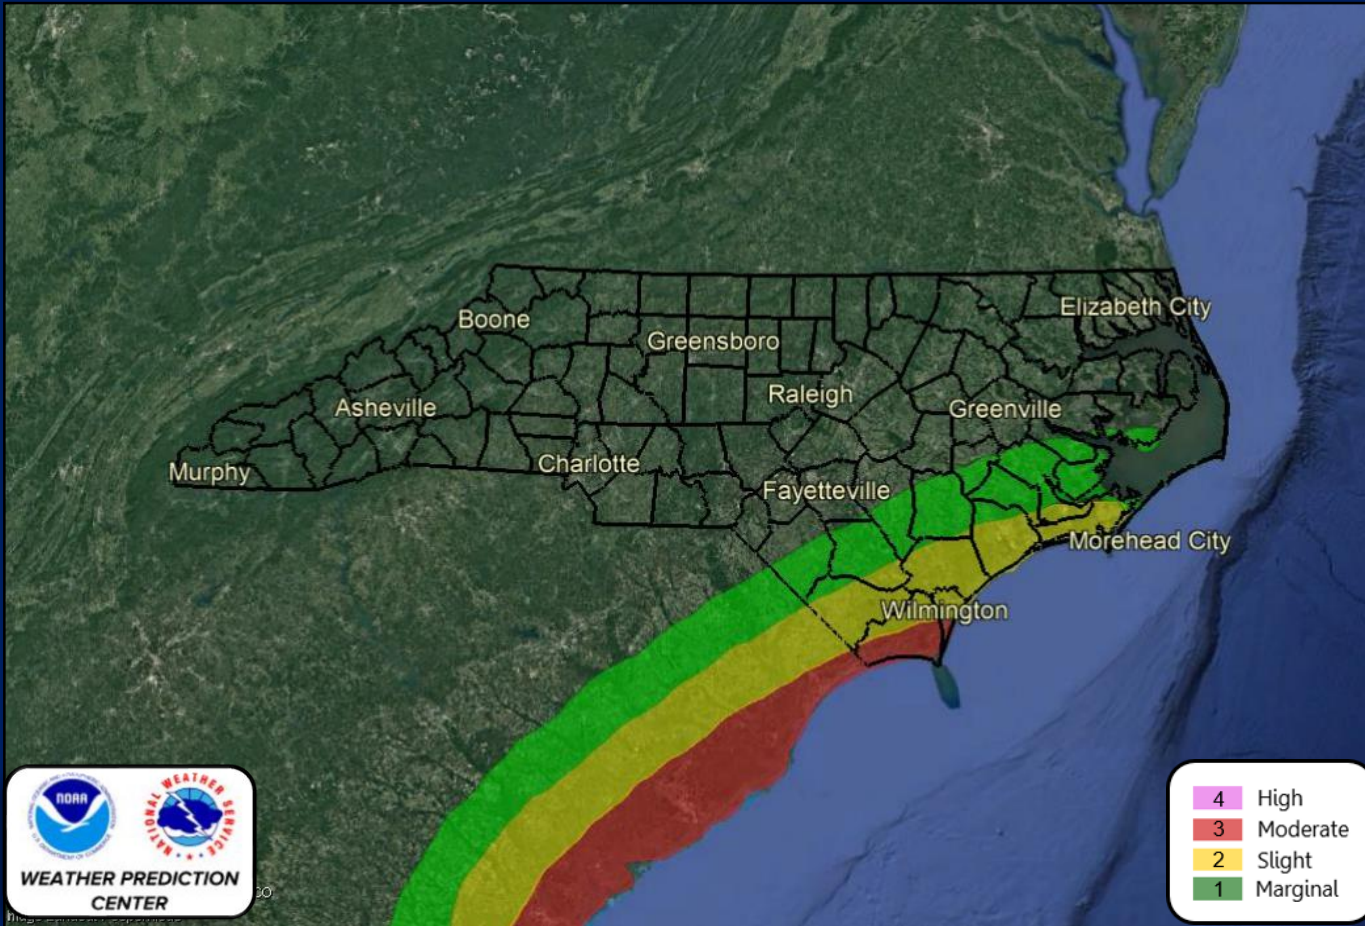 Elizabeth City
Boone
Greensboro
Raleigh
Asheville
Greenville
Charlotte
Murphy
Fayetteville
Morehead City
Wilmington
NOAA
NATIONAL WEATHER SERVICE
WEATHER PREDICTION
CENTER
4 High
3 Moderate
2 Slight
1 Marginal